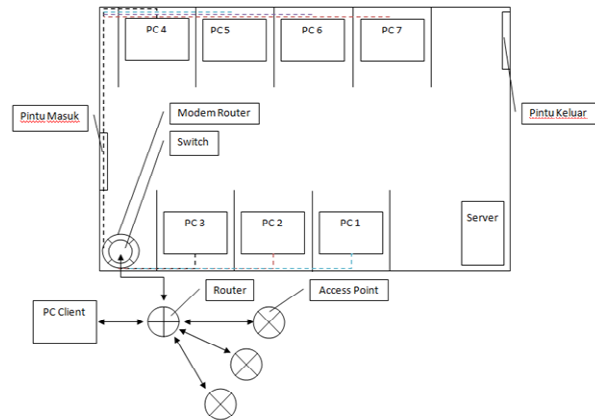 PC 4
PC 5
PC 6
PC 7
Pintu Masuk
Modem Router
Pintu Keluar
Switch
PC 3
PC 2
PC 1
Server
Router
Access Point
PC Client